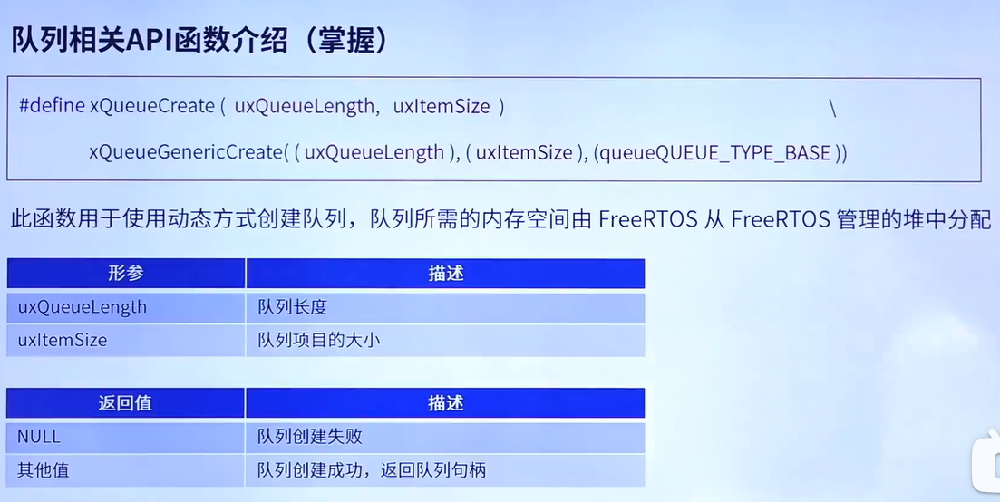 队列相关API函数介绍（掌握）
#define xQueueCreate ( uxQueueLength, uxItemSize ) \
xQueueGenericCreate( ( uxQueueLength ), ( uxItemSize ), (queueQUEUE_TYPE_BASE ))
此函数用于使用动态方式创建队列，队列所需的内存空间由 FreeRTOS 从 FreeRTOS 管理的堆中分配
形参 描述
uxQueueLength 队列长度
uxItemSize 队列项目的大小
返回值 描述
NULL 队列创建失败
其他值 队列创建成功，返回队列句柄